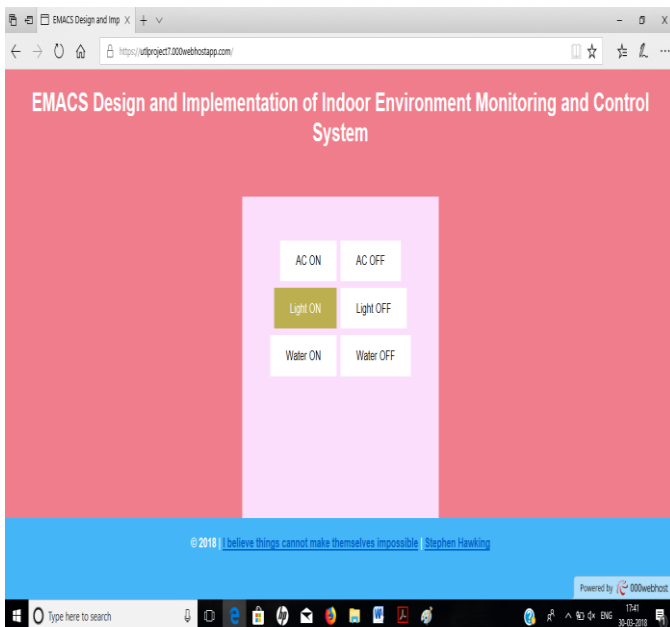 EMACS Design and Imp
https://utlproject7.000webhostapp.com/
EMACS Design and Implementation of Indoor Environment Monitoring and Control
System
AC ON AC OFF
Light ON Light OFF
Water ON Water OFF
© 2018 | I believe things cannot make themselves impossible | Stephen Hawking
Powered by 000webhost
Type here to search
ENG
17:41
30-03-2018